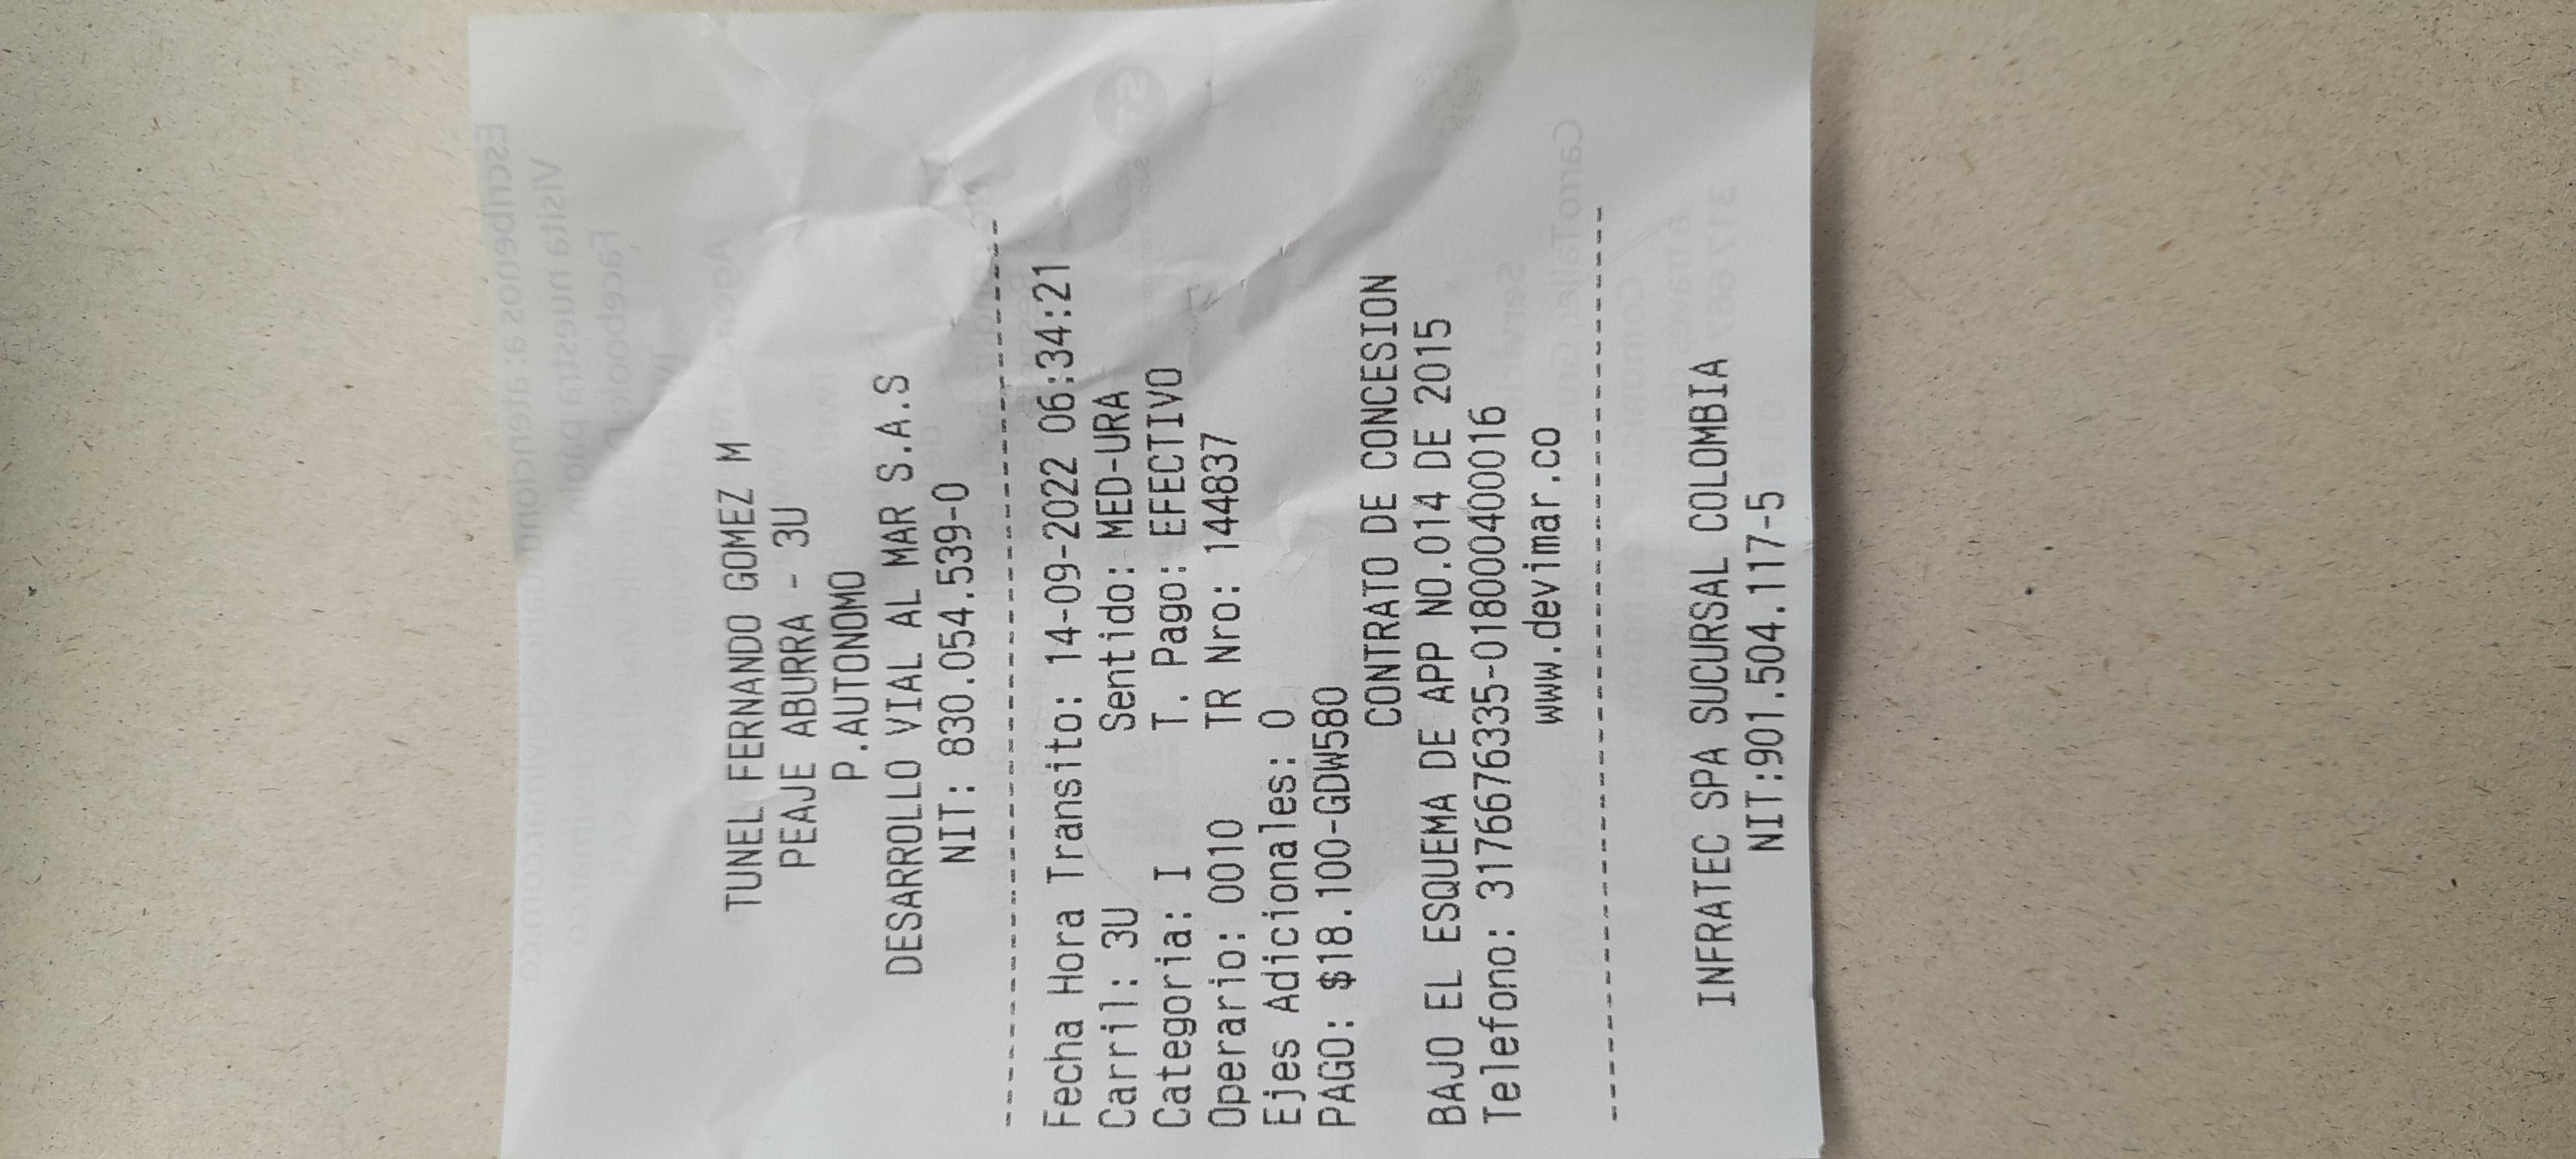 TUNEL FERNANDO GOMEZ M
PEAJE ABURRA - 3U
P.AUTONOMO
DESARROLLO VIAL AL MAR S.A.S
NIT: 830.054.539-0
--------------------------------
Fecha Hora Transito: 14-09-2022 06:34:21
Carril: 3U Sentido: MED-URA
Categoria: I T. Pago: EFECTIVO
Operario: 0010 TR Nro: 144837
Ejes Adicionales: 0
PAGO: $18.100-GDW580
CONTRATO DE CONCESION
BAJO EL ESQUEMA DE APP NO.014 DE 2015
Telefono: 3176676335-018000400016
www.devimar.co
--------------------------------
INFRATEC SPA SUCURSAL COLOMBIA
NIT:901.504.117-5